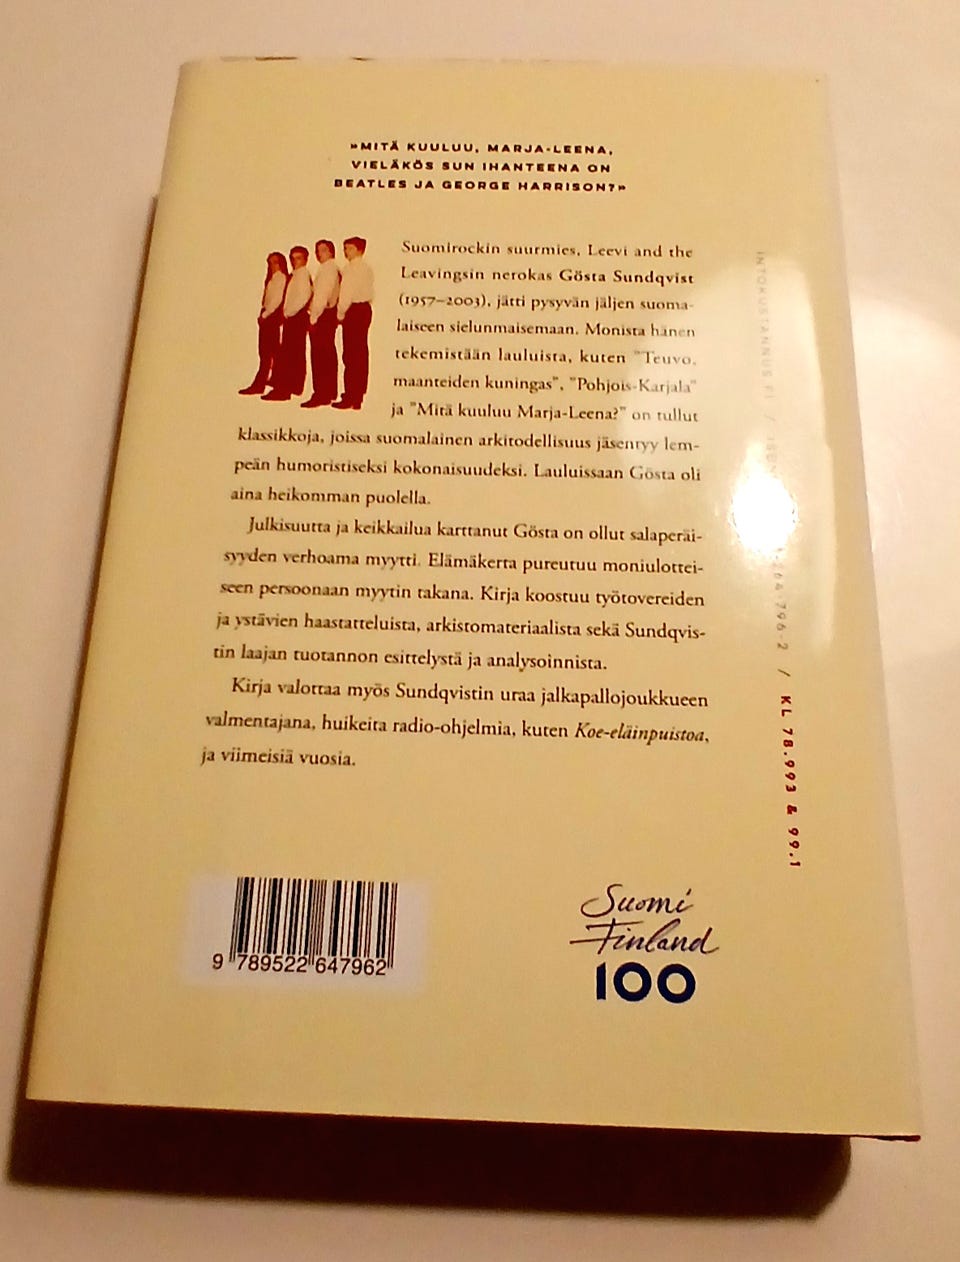 »MITÄ KUULUU, MARJA-LEENA,
VIELÄKÖS SUN IHANTEENA ON
BEATLES JA GEORGE HARRISON?»
Suomirockin suurmies, Leevi and the
Leavingsin nerokas Gösta Sundqvist
(1957–2003), jätti pysyvän jäljen suoma-
laiseen sielunmaisemaan. Monista hänen
tekemistään lauluista, kuten "Teuvo,
maanteiden kuningas", "Pohjois-Karjala"
ja "Mitä kuuluu Marja-Leena?" on tullut
klassikkoja, joissa suomalainen arkitodellisuus jäsentyy lem-
peän humoristiseksi kokonaisuudeksi. Lauluissaan Gösta oli
aina heikomman puolella.
Julkisuutta ja keikkailua karttanut Gösta on ollut salaperäi-
syyden verhoama myytti. Elämäkerta pureutuu moniulottei-
seen persoonaan myytin takana. Kirja koostuu työtovereiden
ja ystävien haastatteluista, arkistomateriaalista sekä Sundqvis-
tin laajan tuotannon esittelystä ja analysoinnista.
Kirja valottaa myös Sundqvistin uraa jalkapallojoukkueen
valmentajana, huikeita radio-ohjelmia, kuten Koe-eläinpuistoa,
ja viimeisiä vuosia.
INTOKUSTANNUS.FI / 264-796-2 / KL 78.993 & 99.1
9 789522 647962
Suomi
Finland
100